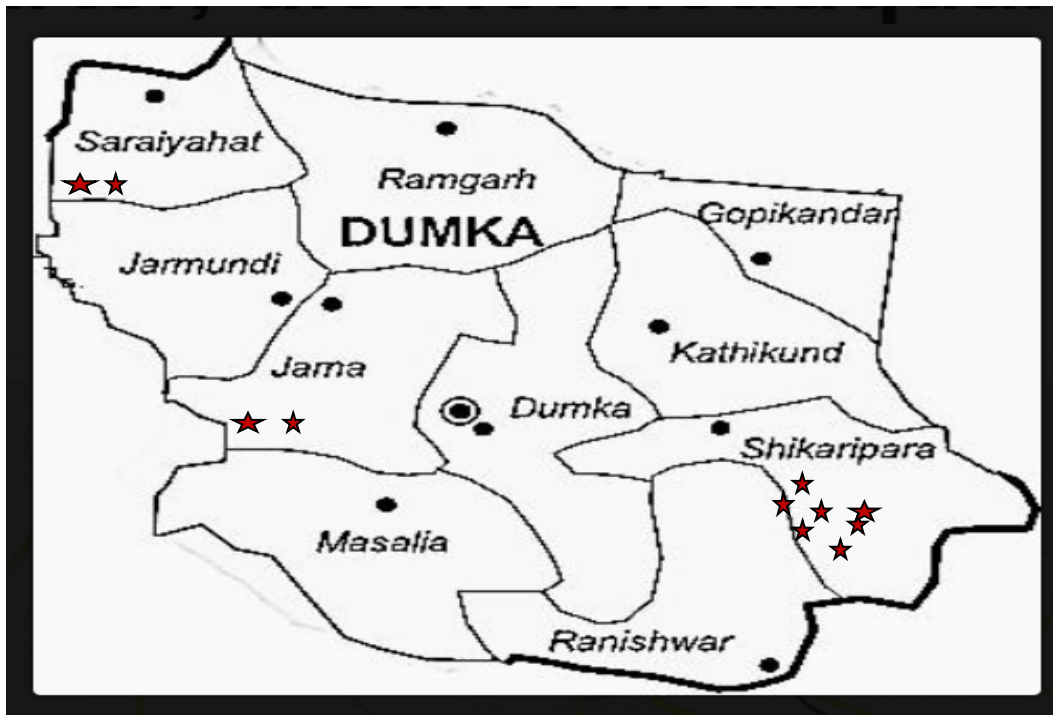 Saraiyahat
Ramgarh
DUMKA
Gopikandar
Jarmundi
Kathikund
Jama
Dumka
Shikaripara
Masalia
Ranishwar